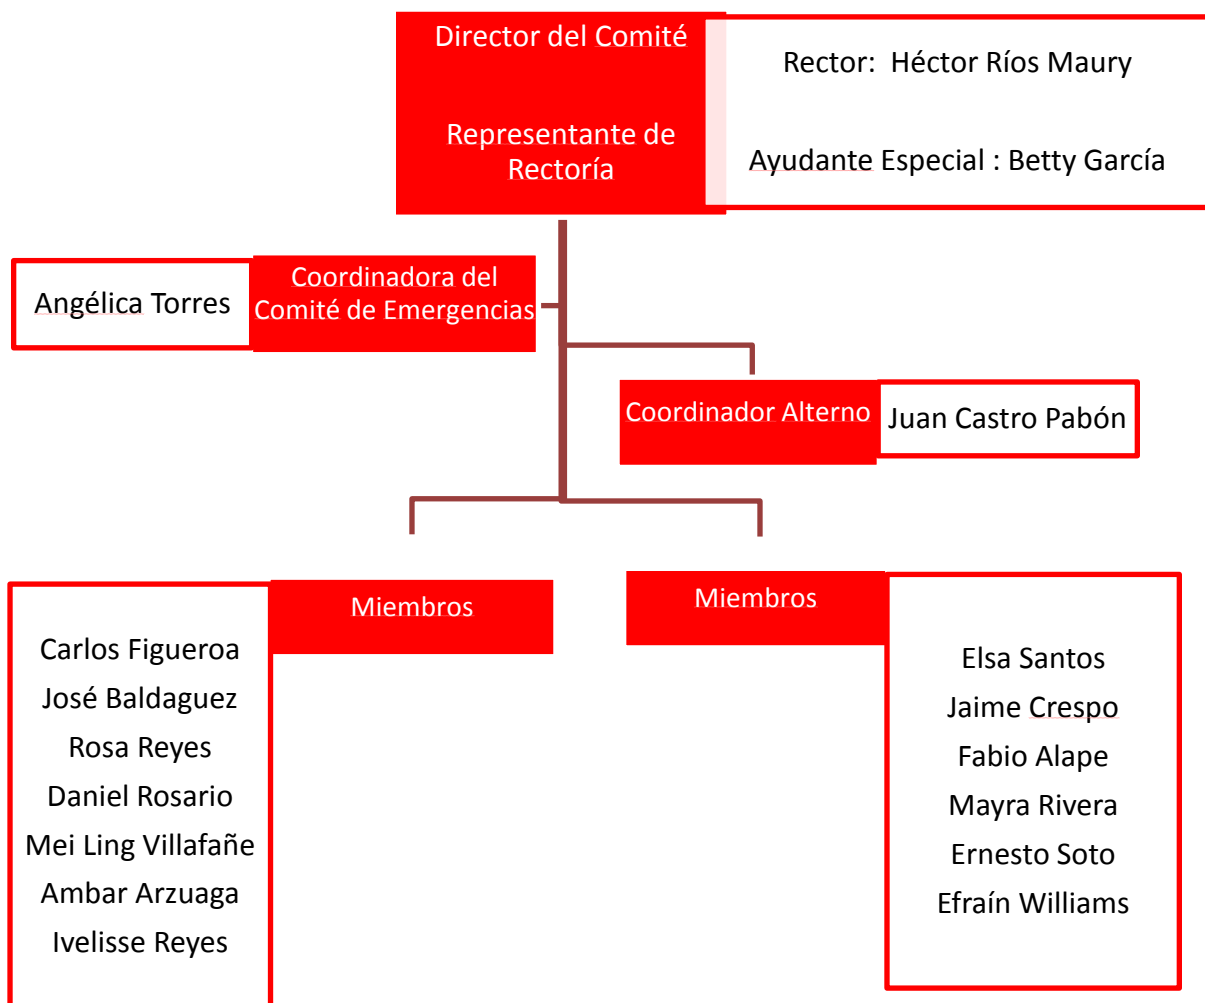 Director del Comité
Representante de
Rectoría
Rector:  Héctor Ríos Maury
Ayudante Especial : Betty García
Angélica Torres
Coordinadora del
Comité de Emergencias
Coordinador Alterno
Juan Castro Pabón
Miembros
Carlos Figueroa
José Baldaguez
Rosa Reyes
Daniel Rosario
Mei Ling Villafañe
Ambar Arzuaga
Ivelisse Reyes
Miembros
Elsa Santos
Jaime Crespo
Fabio Alape
Mayra Rivera
Ernesto Soto
Efraín Williams